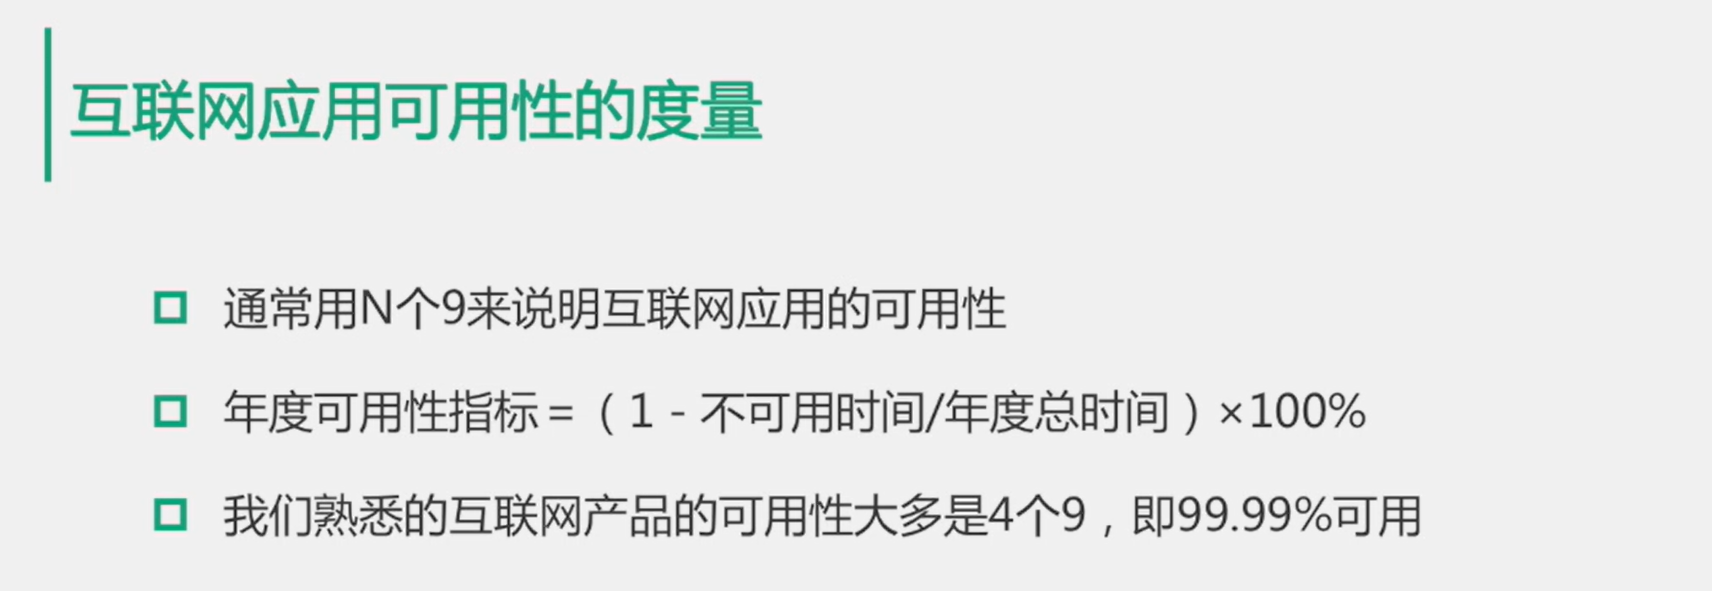 互联网应用可用性的度量
通常用N个9来说明互联网应用的可用性
年度可用性指标=（1-不可用时间/年度总时间）×100%
我们熟悉的互联网产品的可用性大多是4个9，即99.99%可用